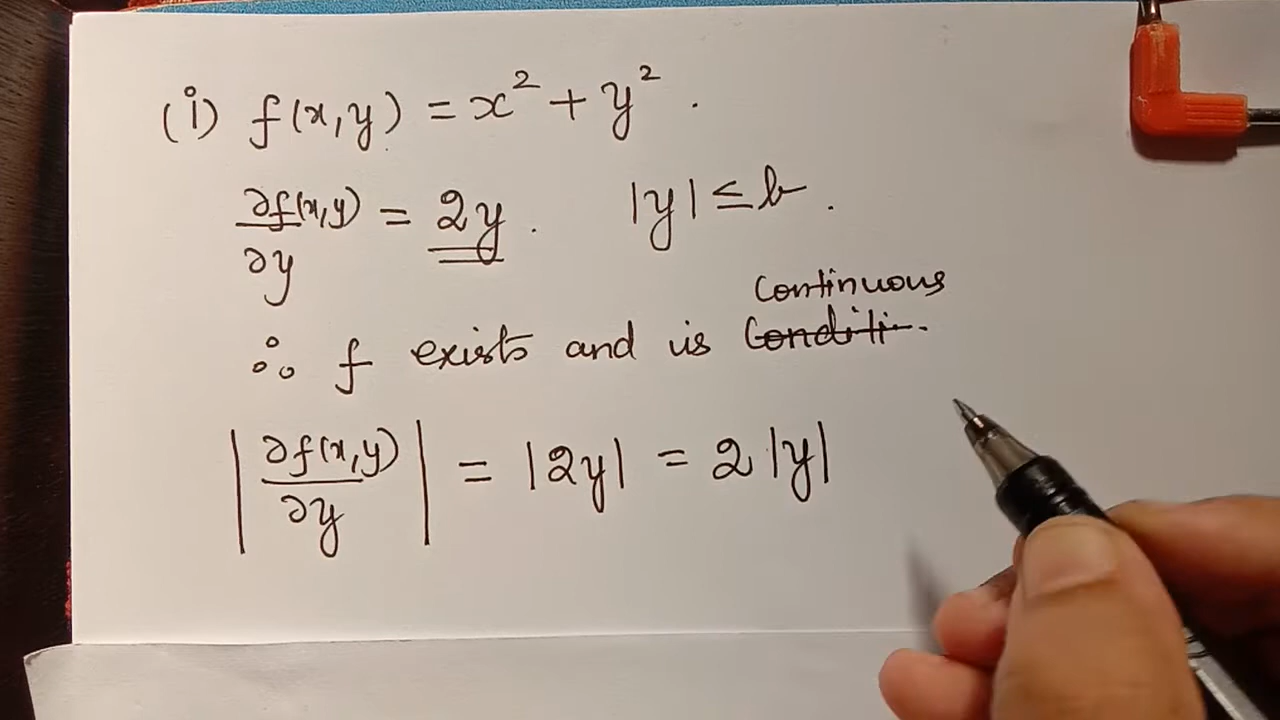 (i) f(x,y) = x² + y² .
∂f(x,y)/∂y = 2y . |y| ≤ b .
continuous
∴ f exists and is Conditi.
|∂f(x,y)/∂y| = |2y| = 2|y|